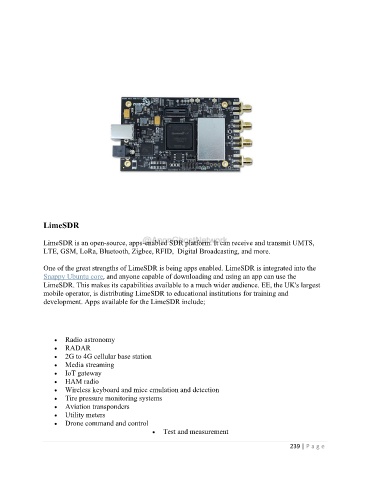 LimeSDR
LimeSDR is an open-source, apps-enabled SDR platform. It can receive and transmit UMTS,
LTE, GSM, LoRa, Bluetooth, Zigbee, RFID,  Digital Broadcasting, and more.
One of the great strengths of LimeSDR is being apps enabled. LimeSDR is integrated into the
Snappy Ubuntu core, and anyone capable of downloading and using an app can use the
LimeSDR. This makes its capabilities available to a much wider audience. EE, the UK's largest
mobile operator, is distributing LimeSDR to educational institutions for training and
development. Apps available for the LimeSDR include;
• Radio astronomy
• RADAR
• 2G to 4G cellular base station
• Media streaming
• IoT gateway
• HAM radio
• Wireless keyboard and mice emulation and detection
• Tire pressure monitoring systems
• Aviation transponders
• Utility meters
• Drone command and control
• Test and measurement
239 | P a g e